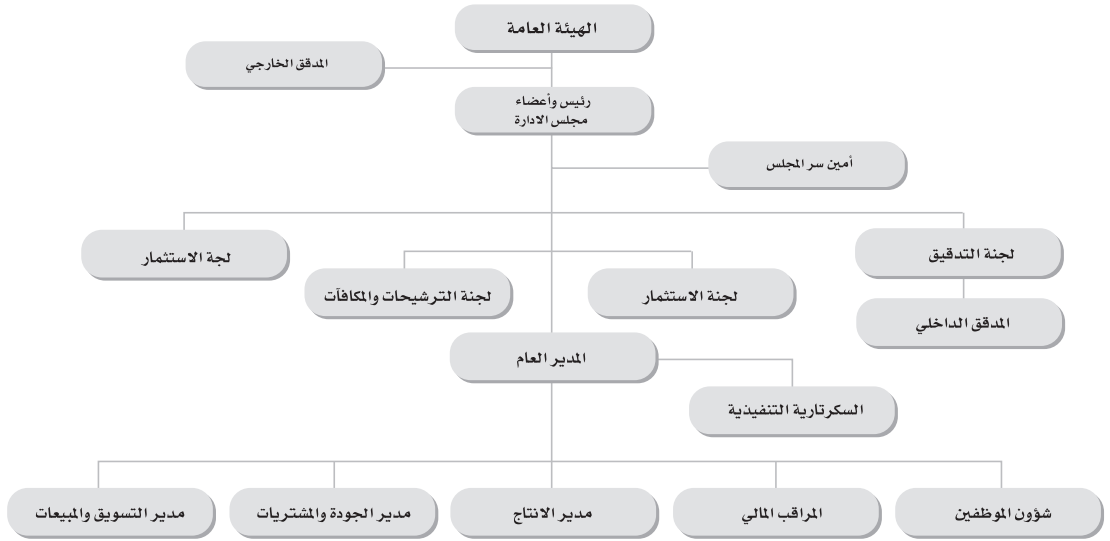 الهيئة العامة
المدقق الخارجي
رئيس وأعضاء
مجلس الادارة
أمين سر المجلس
لجنة التدقيق
لجة الاستثمار
لجنة الاستثمار
لجنة الترشيحات والمكافآت
المدقق الداخلي
المدير العام
السكرتارية التنفيذية
شؤون الموظفين
المراقب المالي
مدير الانتاج
مدير الجودة والمشتريات
مدير التسويق والمبيعات